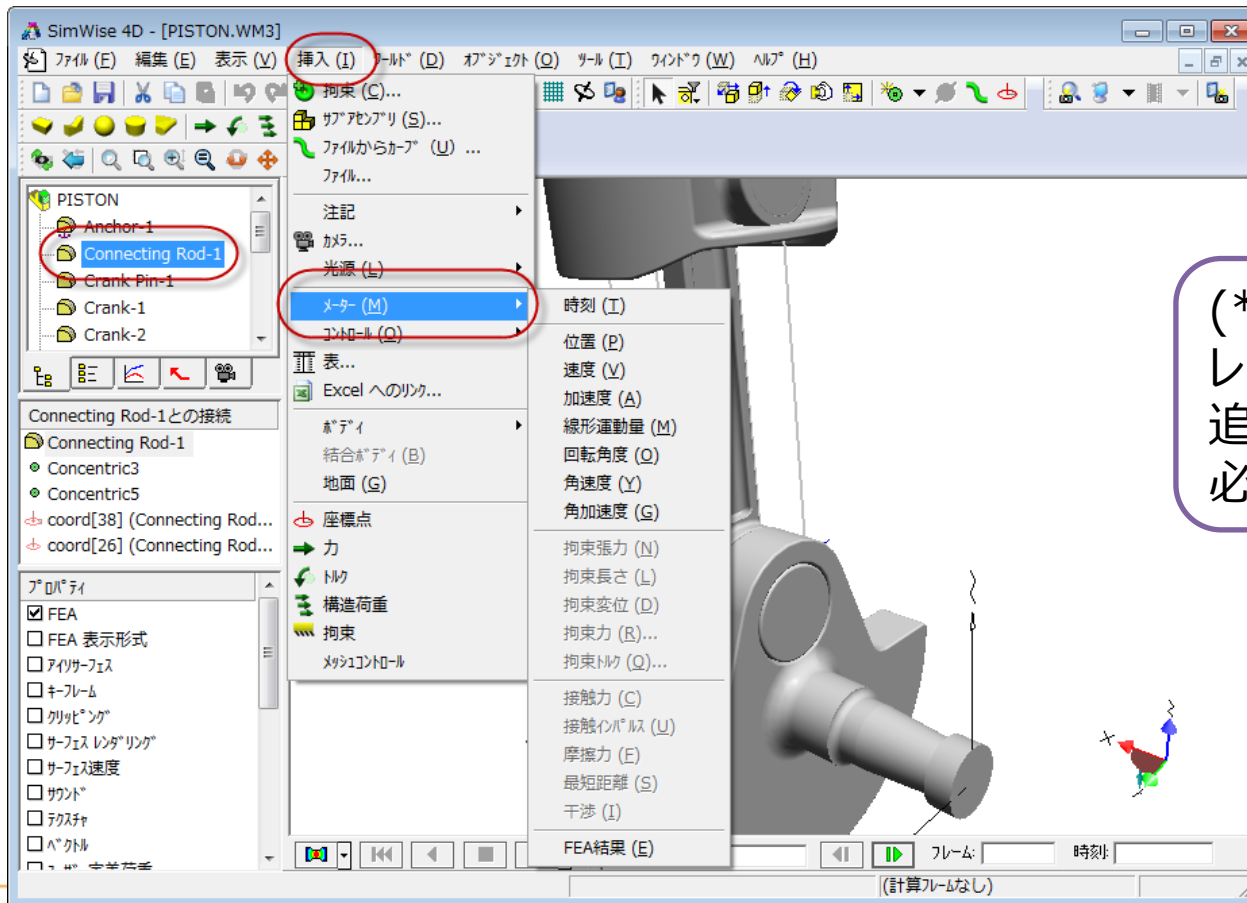 SimWise 4D - [PISTON.WM3]
ﾌｧｲﾙ (F) 編集 (E) 表示 (V) 挿入 (I) ﾜｰﾙﾄﾞ (D) ｵﾌﾞｼﾞｪｸﾄ (O) ﾂｰﾙ (T) ｳｨﾝﾄﾞｳ (W) ﾍﾙﾌﾟ (H)
拘束 (C)...
ｻﾌﾞｱｾﾝﾌﾞﾘ (S)...
ﾌｧｲﾙからｶｰﾌﾞ (U) ...
ﾌｧｲﾙ...
注記
ｶﾒﾗ...
光源 (L)
ﾒｰﾀｰ (M)
ｺﾝﾄﾛｰﾙ (O)
表...
Excel へのﾘﾝｸ...
ﾎﾞﾃﾞｨ
結合ﾎﾞﾃﾞｨ (B)
地面 (G)
座標点
力
ﾄﾙｸ
構造荷重
拘束
ﾒｯｼｭｺﾝﾄﾛｰﾙ
時刻 (T)
位置 (P)
速度 (V)
加速度 (A)
線形運動量 (M)
回転角度 (O)
角速度 (Y)
角加速度 (G)
拘束張力 (N)
拘束長さ (L)
拘束変位 (D)
拘束力 (R)...
拘束ﾄﾙｸ (Q)...
接触力 (C)
接触ｲﾝﾊﾟﾙｽ (U)
摩擦力 (F)
最短距離 (S)
干渉 (I)
FEA結果 (E)
PISTON
Anchor-1
Connecting Rod-1
Crank Pin-1
Crank-1
Crank-2
Connecting Rod-1との接続
Connecting Rod-1
Concentric3
Concentric5
coord[38] (Connecting Rod...
coord[26] (Connecting Rod...
ﾌﾟﾛﾊﾟﾃｨ
FEA
FEA 表示形式
ｱｲｿｻｰﾌｪｽ
ｷｰﾌﾚｰﾑ
ｸﾘｯﾋﾟﾝｸﾞ
ｻｰﾌｪｽ ﾚﾝﾀﾞﾘﾝｸﾞ
ｻｰﾌｪｽ速度
ｻｳﾝﾄﾞ
ﾃｸｽﾁｬ
ﾍﾞｸﾄﾙ
(*
レ
追
必
ﾌﾚｰﾑ: 時刻:
(計算ﾌﾚｰﾑなし)